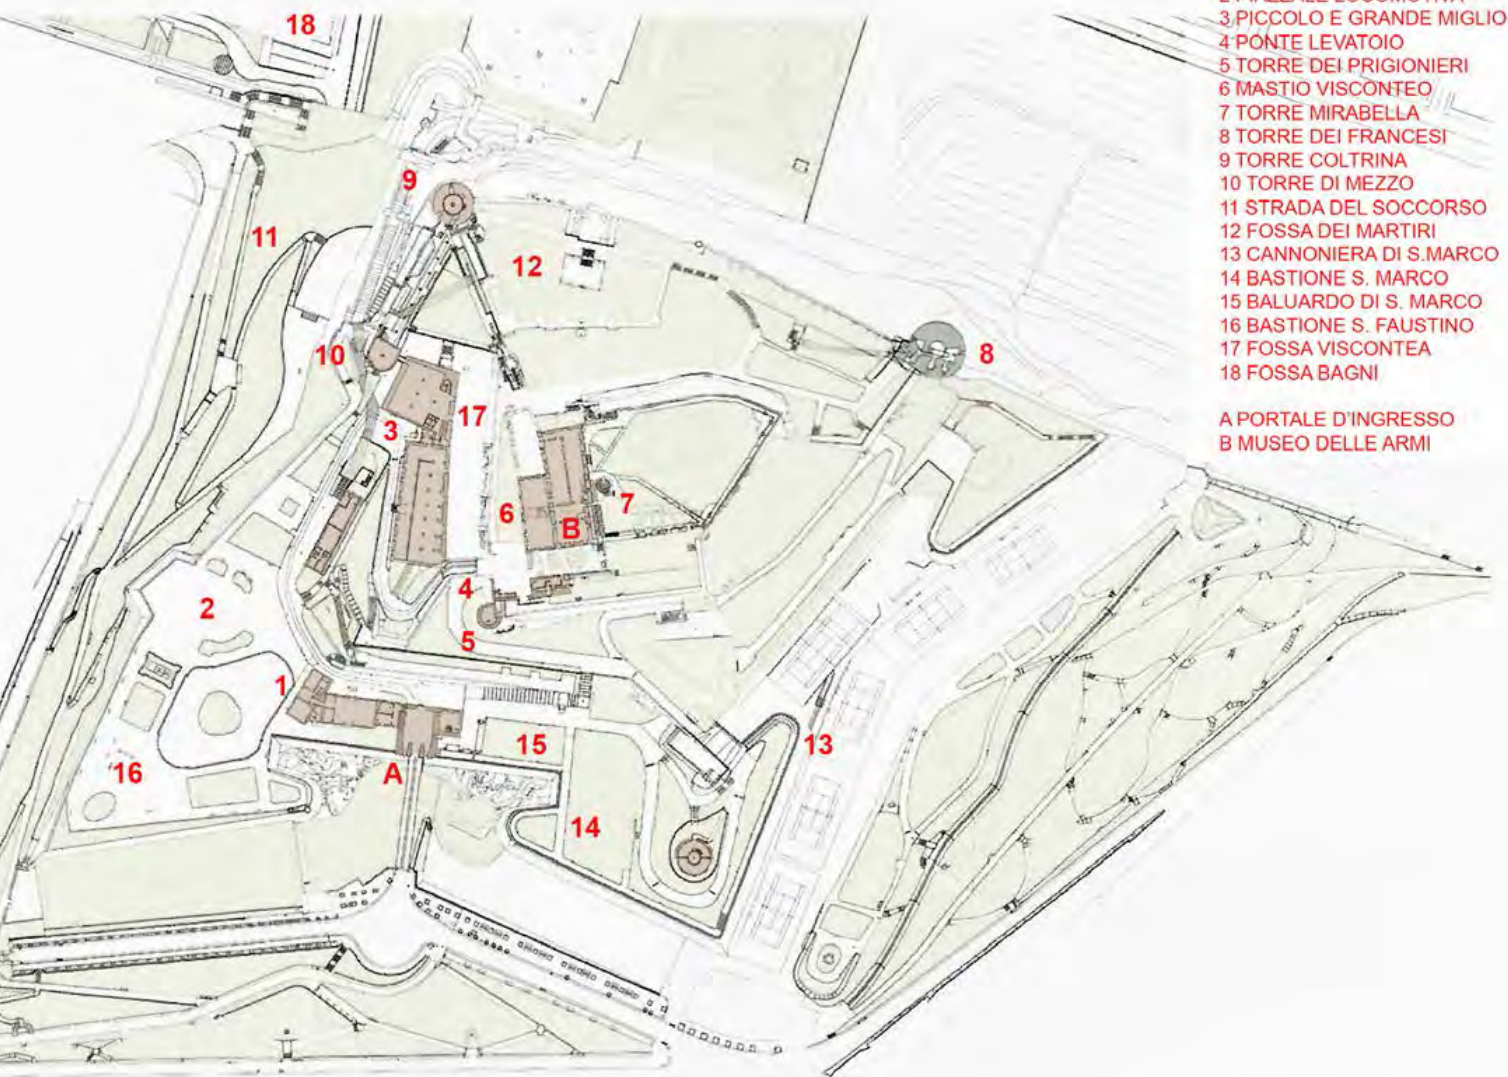 2 PIAZZALE LOCOMOTIVA
3 PICCOLO E GRANDE MIGLIO
4 PONTE LEVATOIO
5 TORRE DEI PRIGIONIERI
6 MASTIO VISCONTEO
7 TORRE MIRABELLA
8 TORRE DEI FRANCESI
9 TORRE COLTRINA
10 TORRE DI MEZZO
11 STRADA DEL SOCCORSO
12 FOSSA DEI MARTIRI
13 CANNONIERA DI S.MARCO
14 BASTIONE S. MARCO
15 BALUARDO DI S. MARCO
16 BASTIONE S. FAUSTINO
17 FOSSA VISCONTEA
18 FOSSA BAGNI
A PORTALE D'INGRESSO
B MUSEO DELLE ARMI
18
9
11
12
10
8
17
3
7
6
B
4
2
5
1
15
13
16
A
14